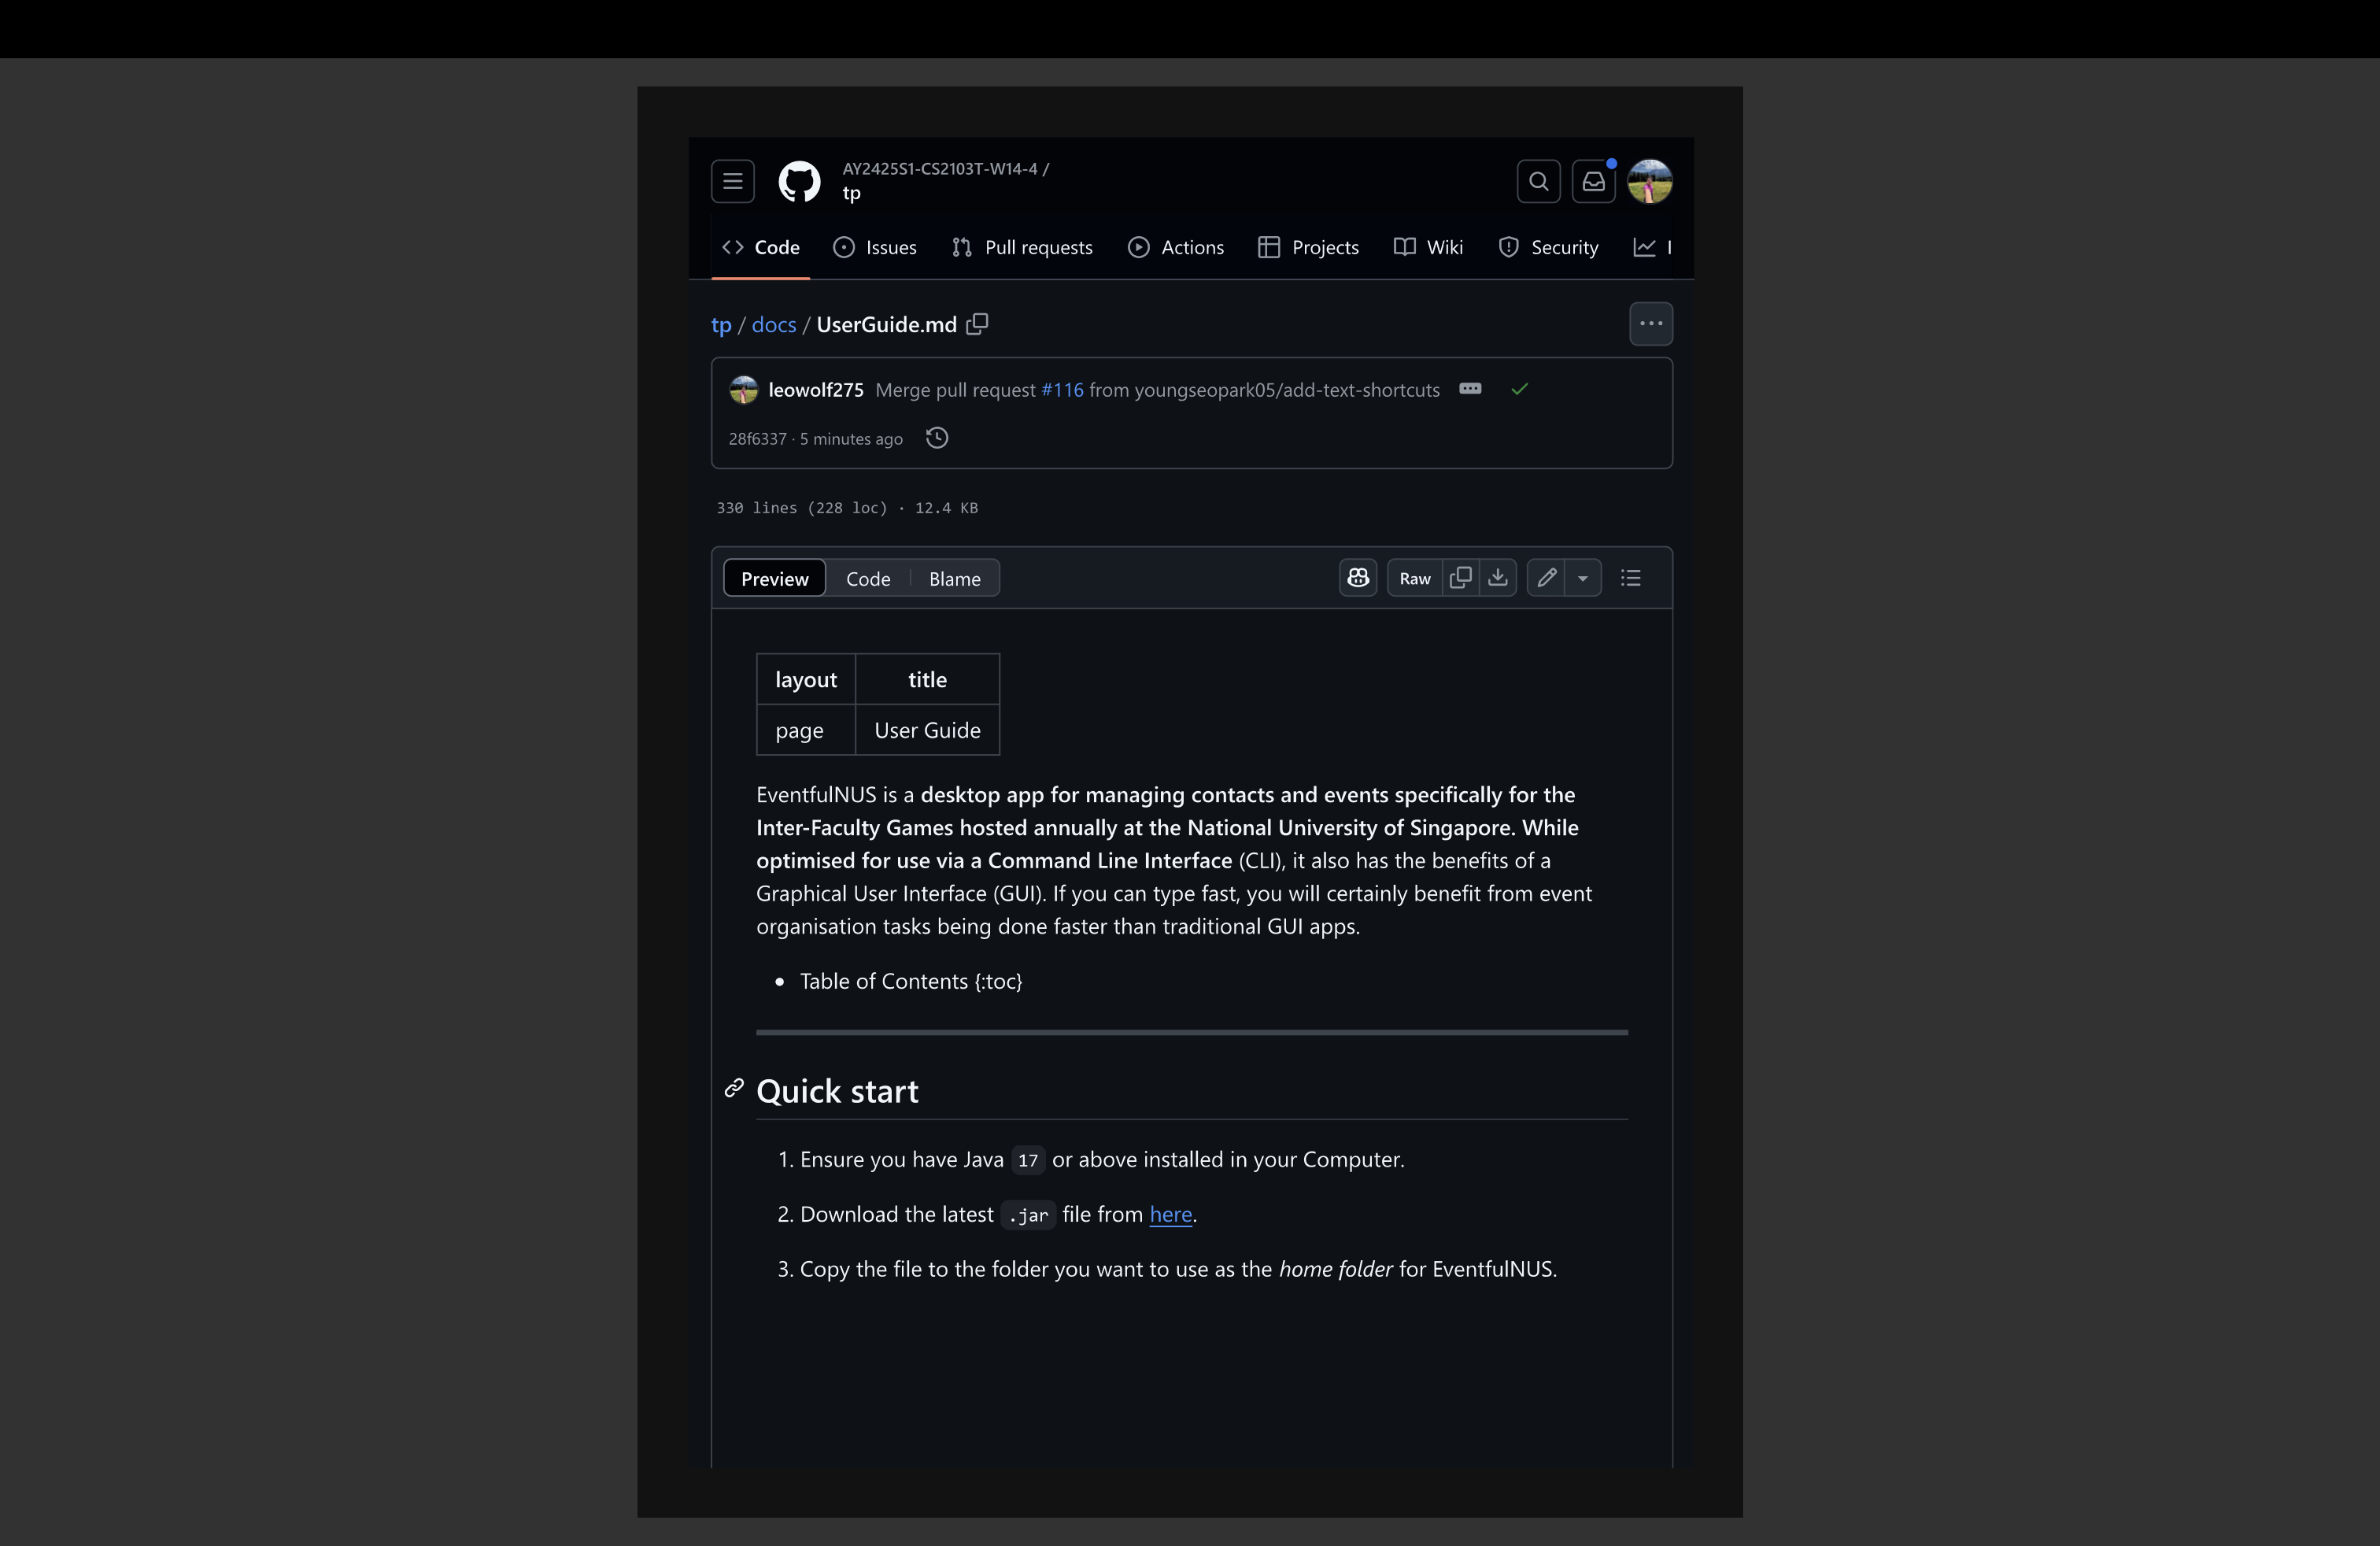 AY2425S1-CS2103T-W14-4 /
tp
Code Issues Pull requests Actions Projects Wiki Security
tp / docs / UserGuide.md
leowolf275 Merge pull request #116 from youngseopark05/add-text-shortcuts
28f6337 · 5 minutes ago
330 lines (228 loc) · 12.4 KB
Preview Code Blame Raw
layout title
page User Guide
EventfulNUS is a desktop app for managing contacts and events specifically for the
Inter-Faculty Games hosted annually at the National University of Singapore. While
optimised for use via a Command Line Interface (CLI), it also has the benefits of a
Graphical User Interface (GUI). If you can type fast, you will certainly benefit from event
organisation tasks being done faster than traditional GUI apps.
• Table of Contents {:toc}
Quick start
1. Ensure you have Java 17 or above installed in your Computer.
2. Download the latest .jar file from here.
3. Copy the file to the folder you want to use as the home folder for EventfulNUS.